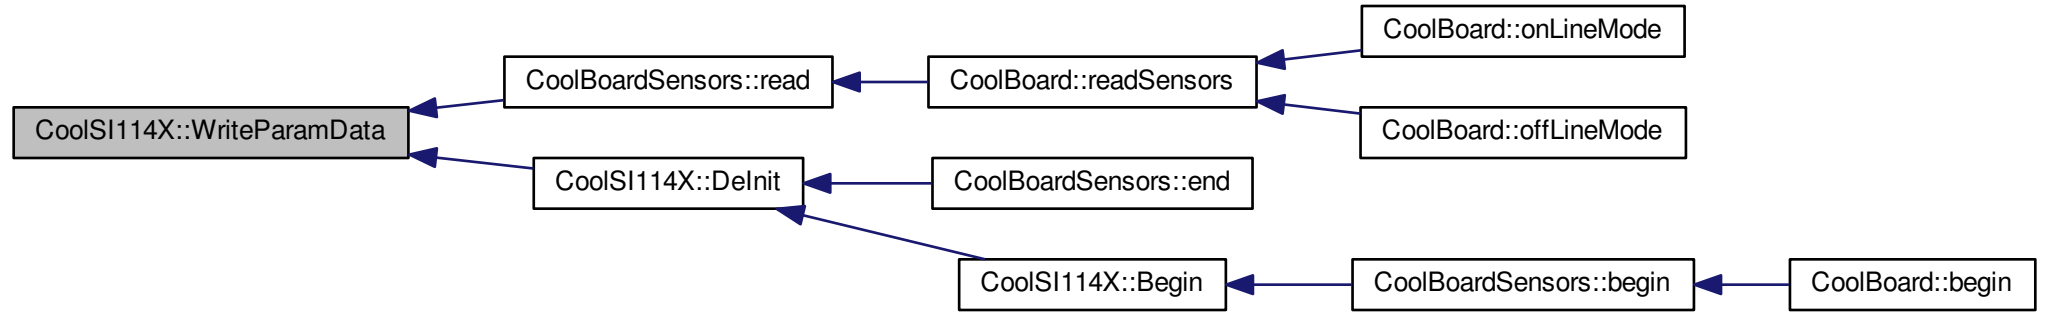 CoolBoard::onLineMode
CoolBoardSensors::read
CoolBoard::readSensors
CoolSI114X::WriteParamData
CoolBoard::offLineMode
CoolSI114X::DeInit
CoolBoardSensors::end
CoolSI114X::Begin
CoolBoardSensors::begin
CoolBoard::begin